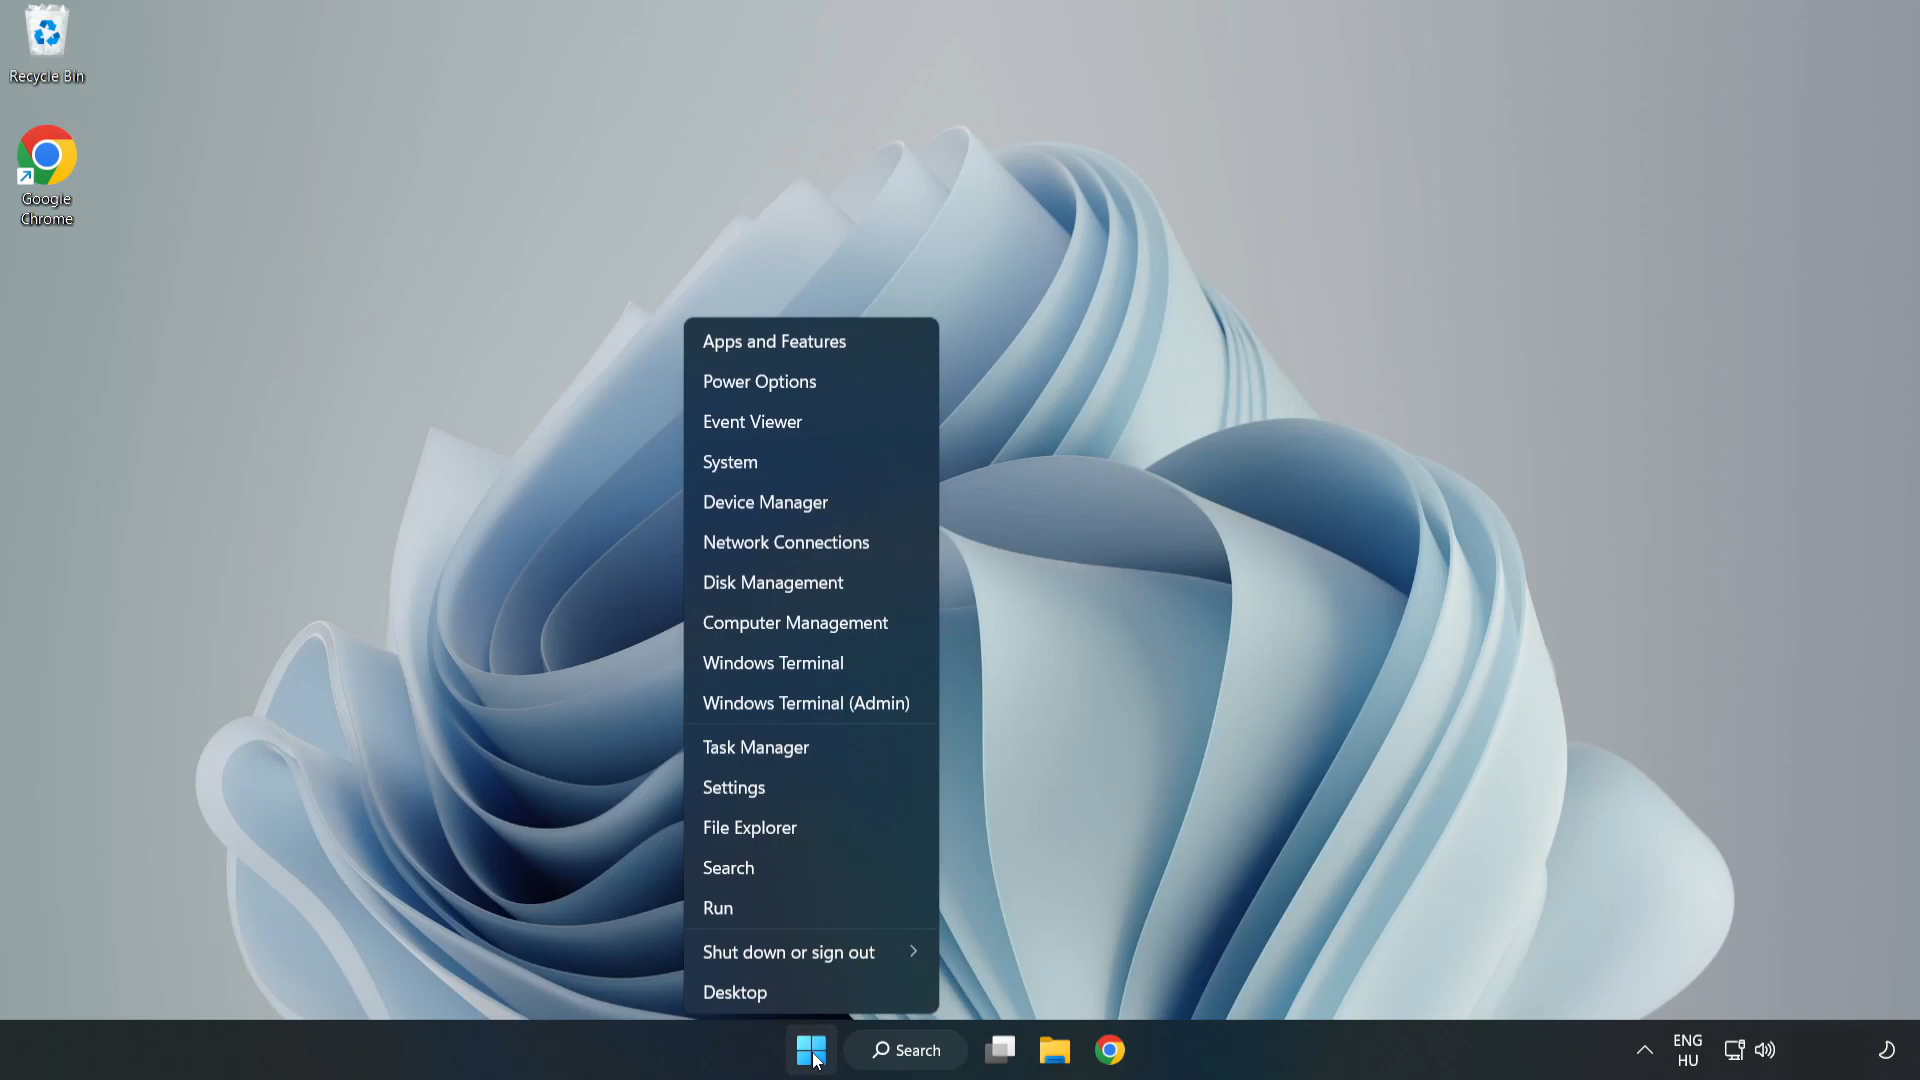 Recycle Bin
Google
Chrome
Apps and Features
Power Options
Event Viewer
System
Device Manager
Network Connections
Disk Management
Computer Management
Windows Terminal
Windows Terminal (Admin)
Task Manager
Settings
File Explorer
Search
Run
Shut down or sign out
Desktop
Search
ENG
HU